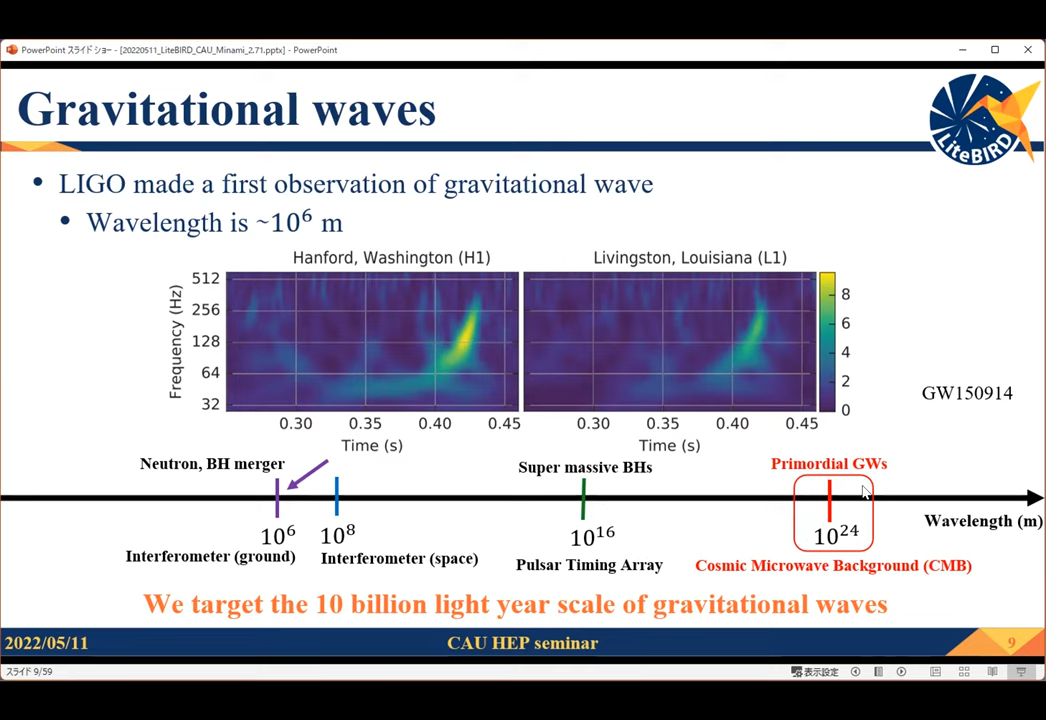 PowerPoint スライド ショー - [20220511_LiteBIRD_CAU_Minami_2.71.pptx] - PowerPoint
Gravitational waves
LiteBIRD
• LIGO made a first observation of gravitational wave
• Wavelength is ~10⁶ m
Hanford, Washington (H1)
Livingston, Louisiana (L1)
Frequency (Hz)
512
256
128
64
32
8
6
4
2
0
0.30 0.35 0.40 0.45
0.30 0.35 0.40 0.45
Time (s)
Time (s)
GW150914
Neutron, BH merger
Super massive BHs
Primordial GWs
Wavelength (m)
10⁶
10⁸
10¹⁶
10²⁴
Interferometer (ground)
Interferometer (space)
Pulsar Timing Array
Cosmic Microwave Background (CMB)
We target the 10 billion light year scale of gravitational waves
2022/05/11
CAU HEP seminar
9
スライド 9/59
表示設定